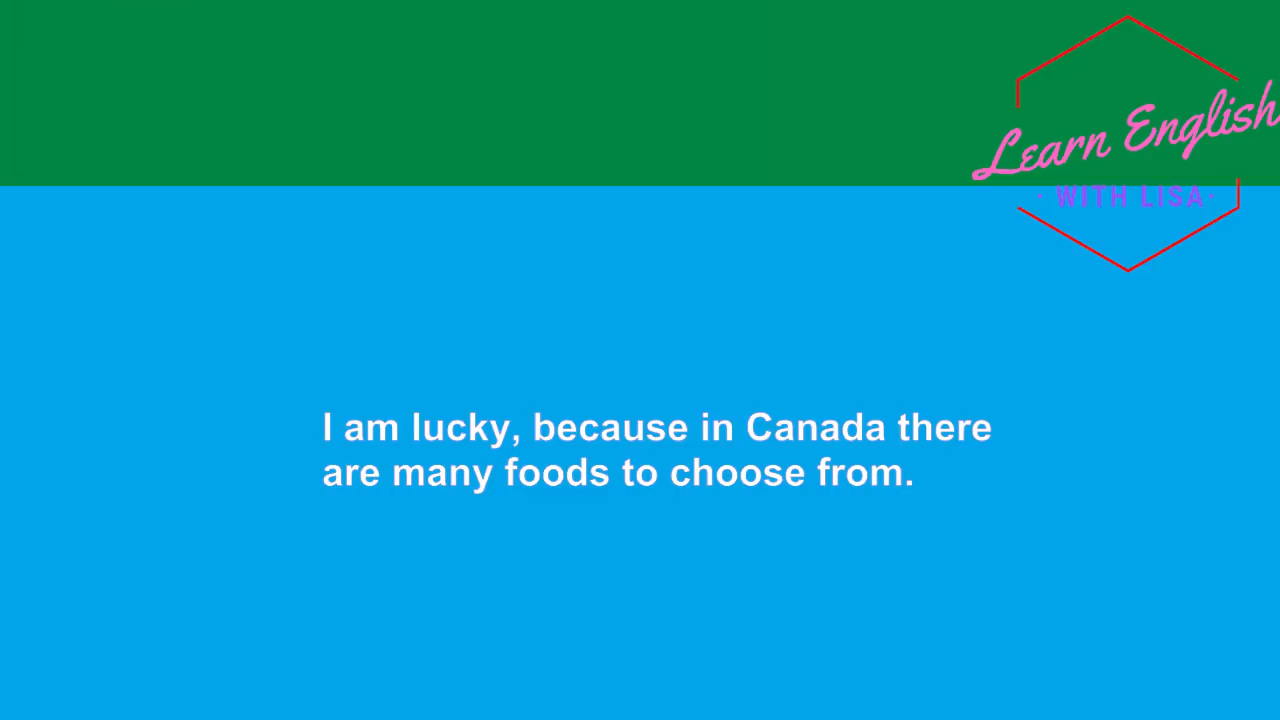 Learn English
· WITH LISA·
I am lucky, because in Canada there
are many foods to choose from.